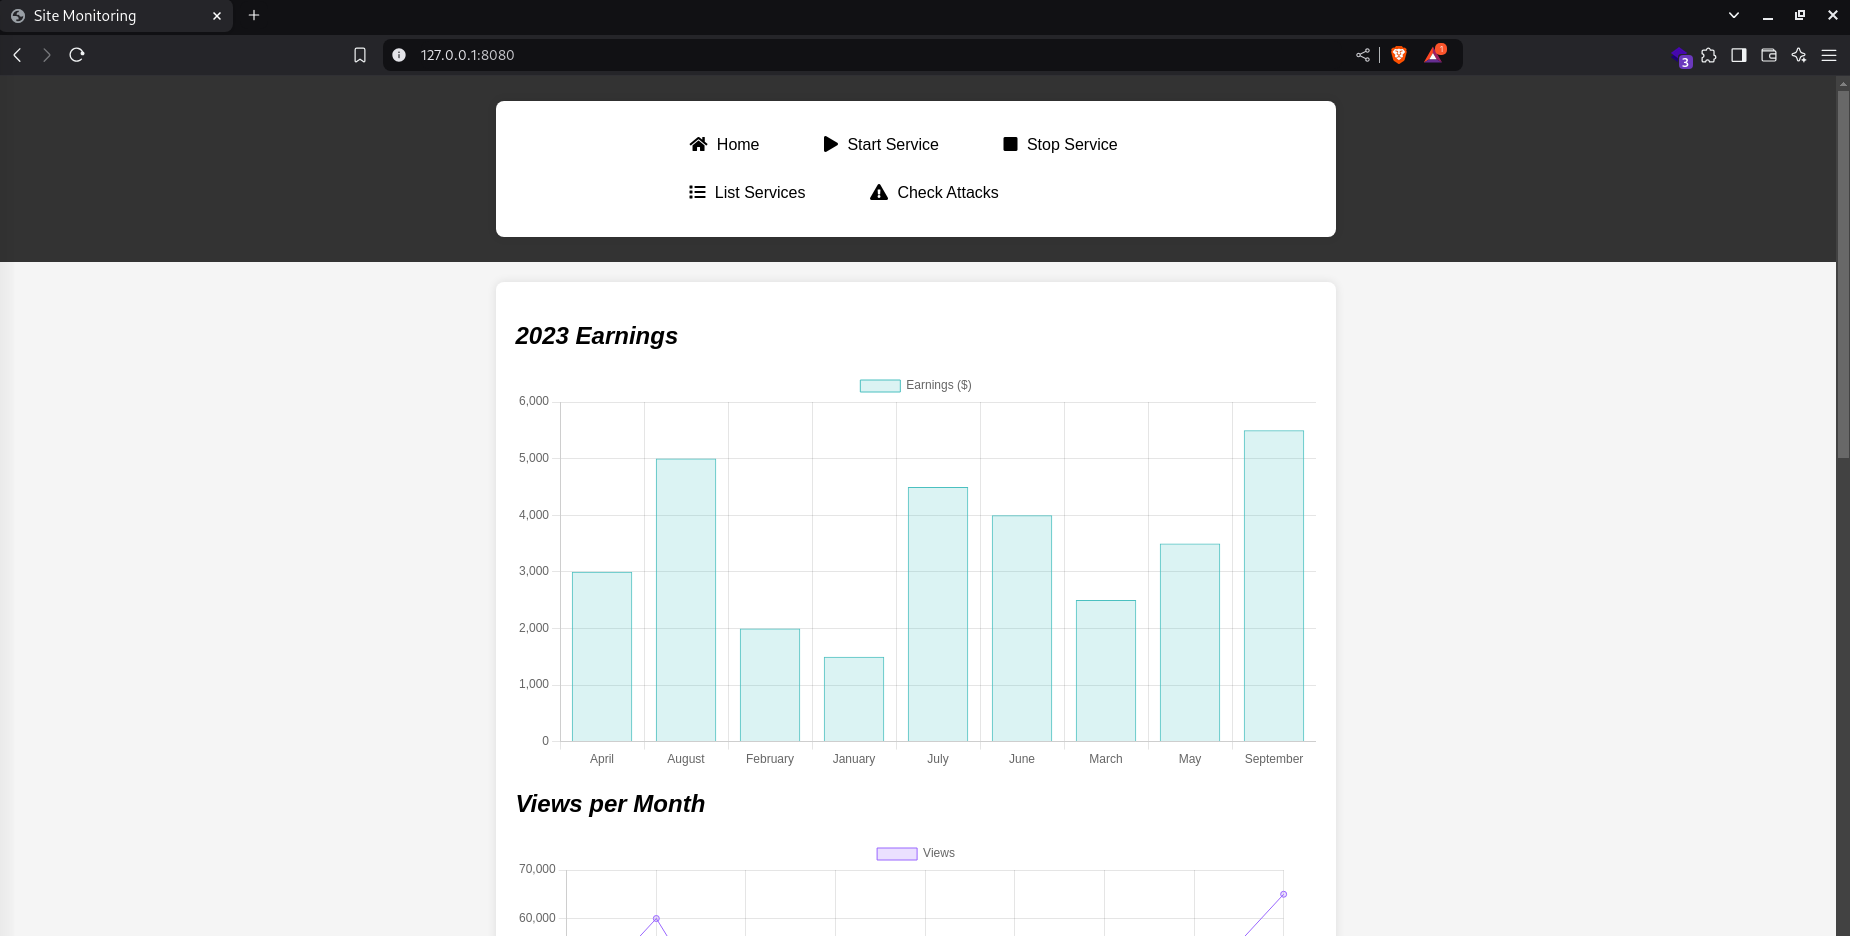 Site Monitoring
127.0.0.1:8080
1
3
Home Start Service Stop Service
List Services Check Attacks
2023 Earnings
Earnings ($)
6,000
5,000
4,000
3,000
2,000
1,000
0
April August February January July June March May September
Views per Month
Views
70,000
60,000